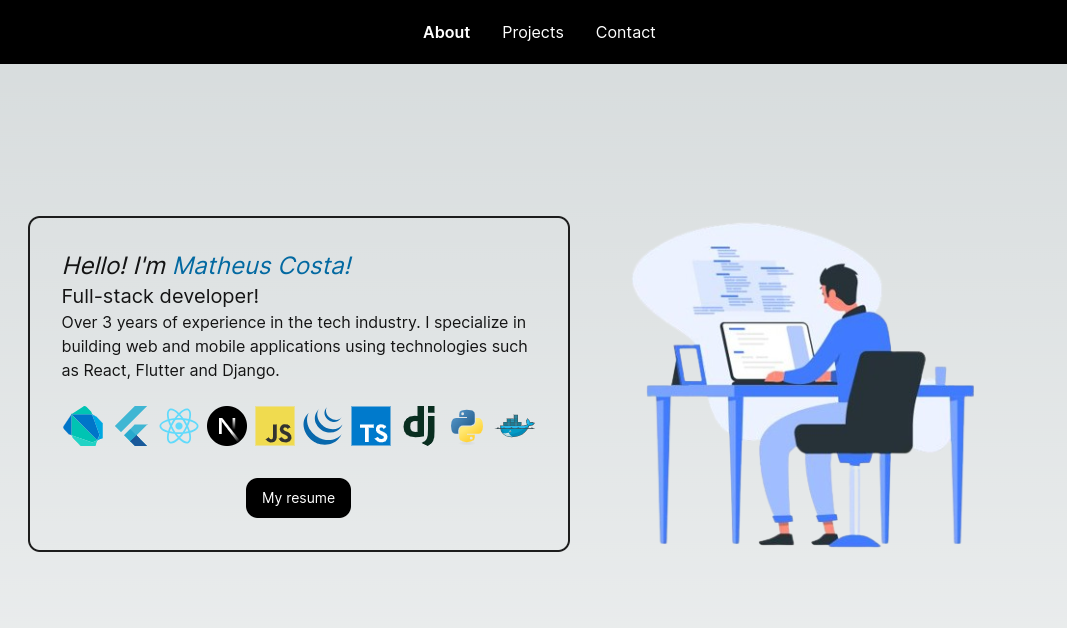 About Projects Contact
Hello! I'm Matheus Costa!
Full-stack developer!
Over 3 years of experience in the tech industry. I specialize in
building web and mobile applications using technologies such
as React, Flutter and Django.
N JS TS dj
My resume